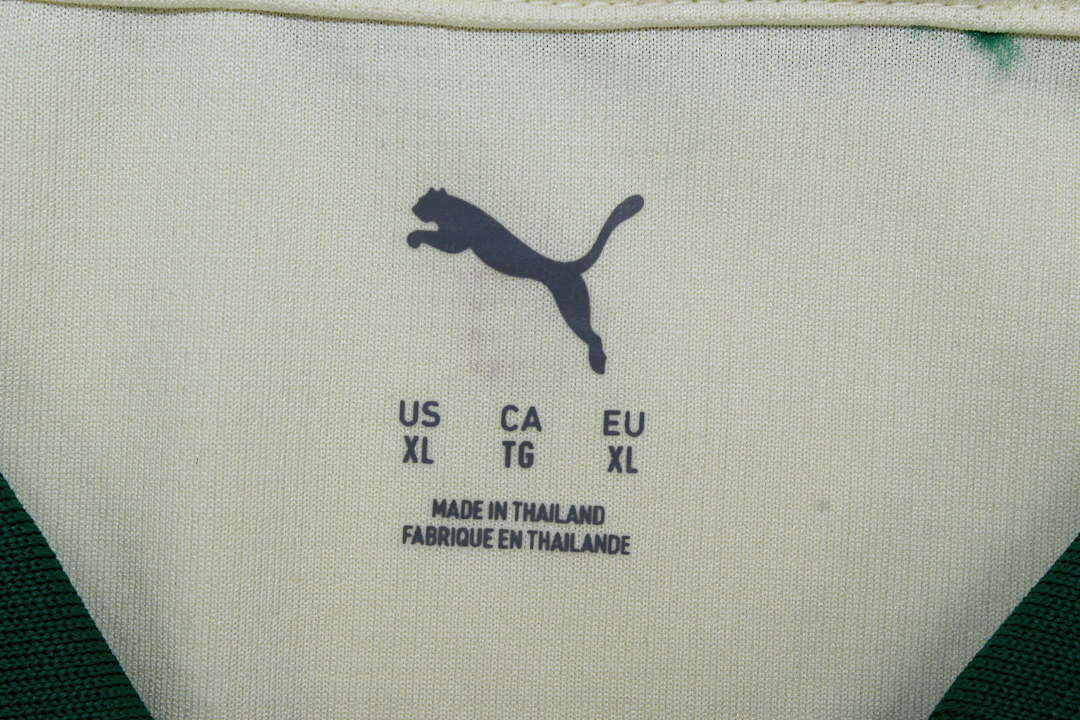 US CA EU
XL TG XL
MADE IN THAILAND
FABRIQUE EN THAILANDE